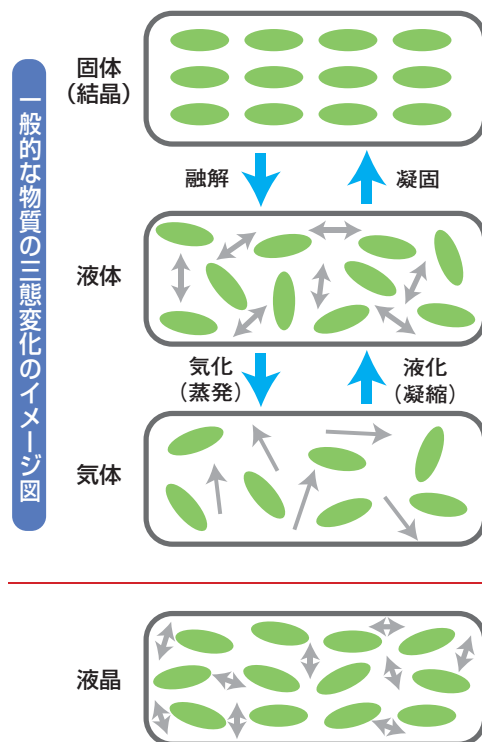 一般的な物質の三態変化のイメージ図
固体
(結晶)
融解
凝固
液体
気化
(蒸発)
液化
(凝縮)
気体
液晶